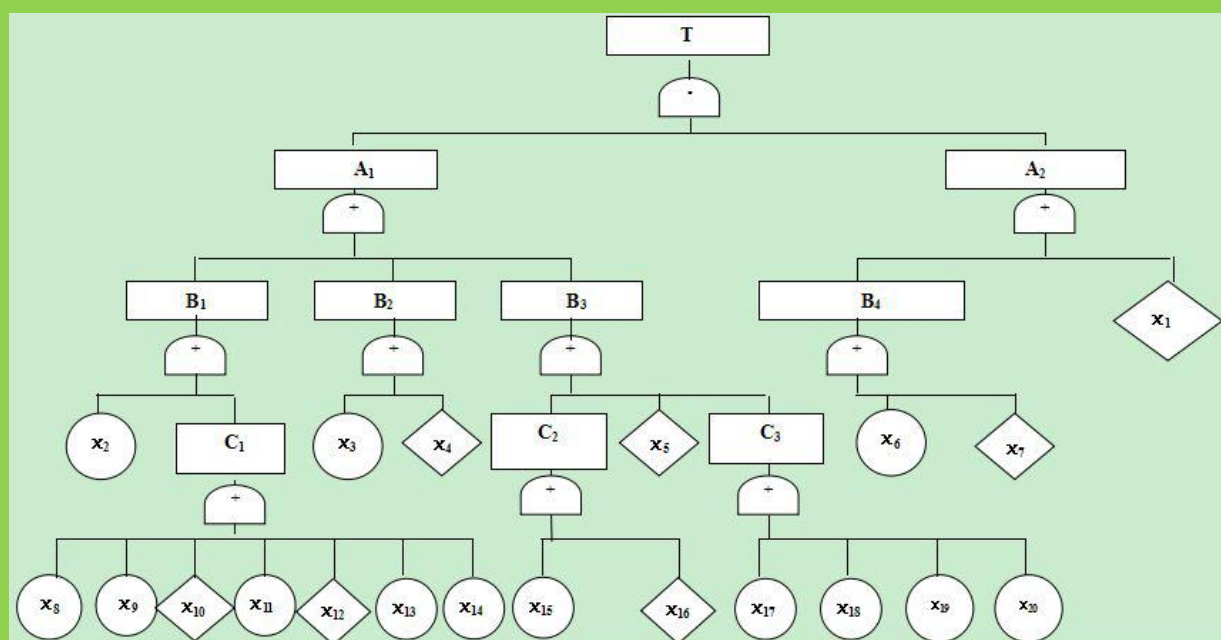 T
·
A₁ A₂
+ +
B₁ B₂ B₃ B₄ x₁
+ + + +
x₂ C₁ x₃ x₄ C₂ x₅ C₃ x₆ x₇
+ + +
x₈ x₉ x₁₀ x₁₁ x₁₂ x₁₃ x₁₄ x₁₅ x₁₆ x₁₇ x₁₈ x₁₉ x₂₀